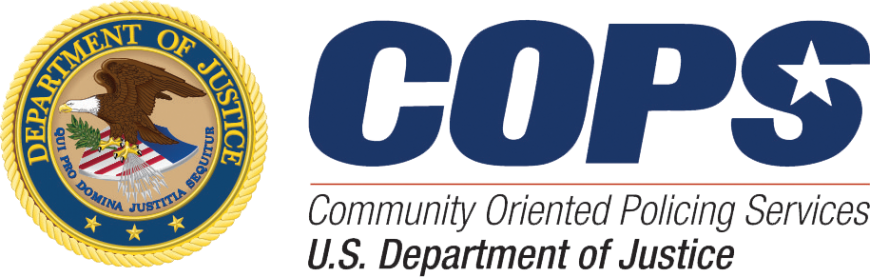 DEPARTMENT OF JUSTICE
QUI PRO DOMINA JUSTITIA SEQUITUR
COPS
Community Oriented Policing Services
U.S. Department of Justice